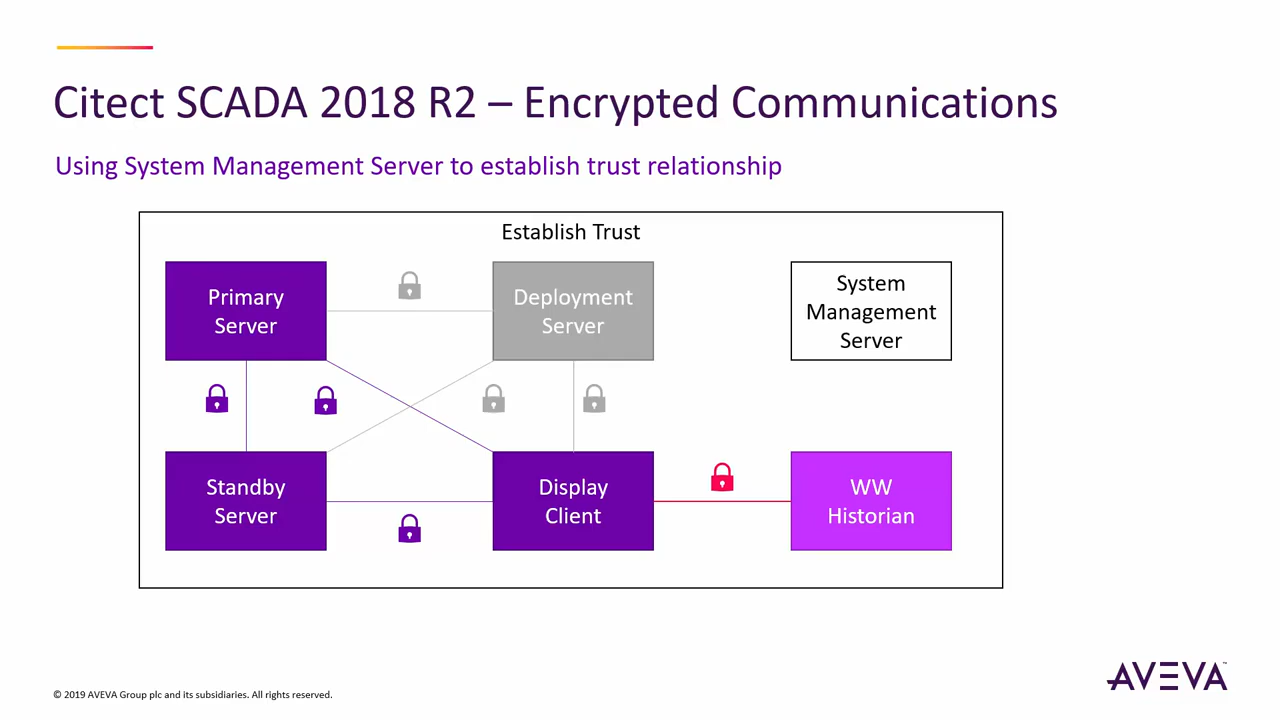 Citect SCADA 2018 R2 – Encrypted Communications
Using System Management Server to establish trust relationship
Establish Trust
Primary
Server
Deployment
Server
System
Management
Server
Standby
Server
Display
Client
WW
Historian
© 2019 AVEVA Group plc and its subsidiaries. All rights reserved.
AVEVA™